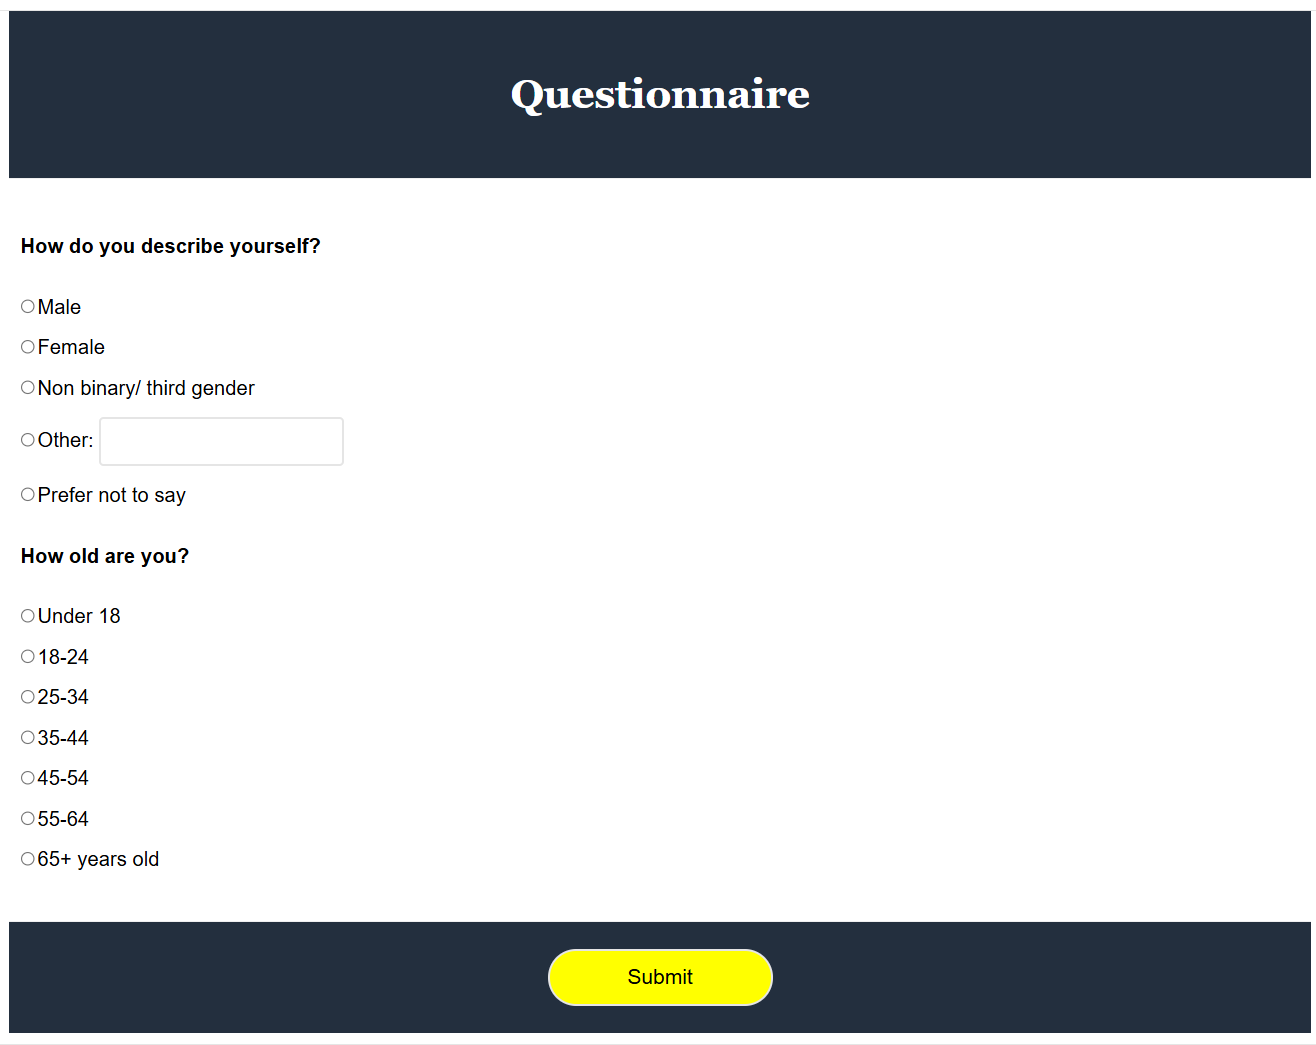 Questionnaire
How do you describe yourself?
Male
Female
Non binary/ third gender
Other:
Prefer not to say
How old are you?
Under 18
18-24
25-34
35-44
45-54
55-64
65+ years old
Submit